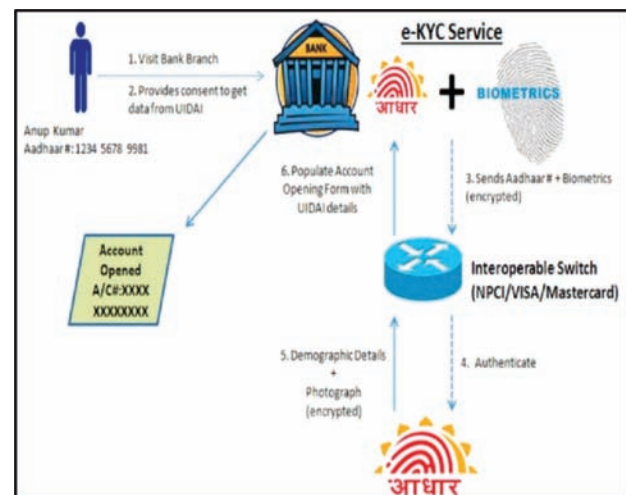 e-KYC Service
BANK
1. Visit Bank Branch
2. Provides consent to get
data from UIDAI
आधार
+
BIOMETRICS
Anup Kumar
Aadhaar#: 1234 5678 9981
6. Populate Account
Opening Form with
UIDAI details
3. Sends Aadhaar # + Biometrics
(encrypted)
Account
Opened
A/C#:XXXX
XXXXXXXX
Interoperable Switch
(NPCI/VISA/Mastercard)
5. Demographic Details
+
Photograph
(encrypted)
4. Authenticate
आधार